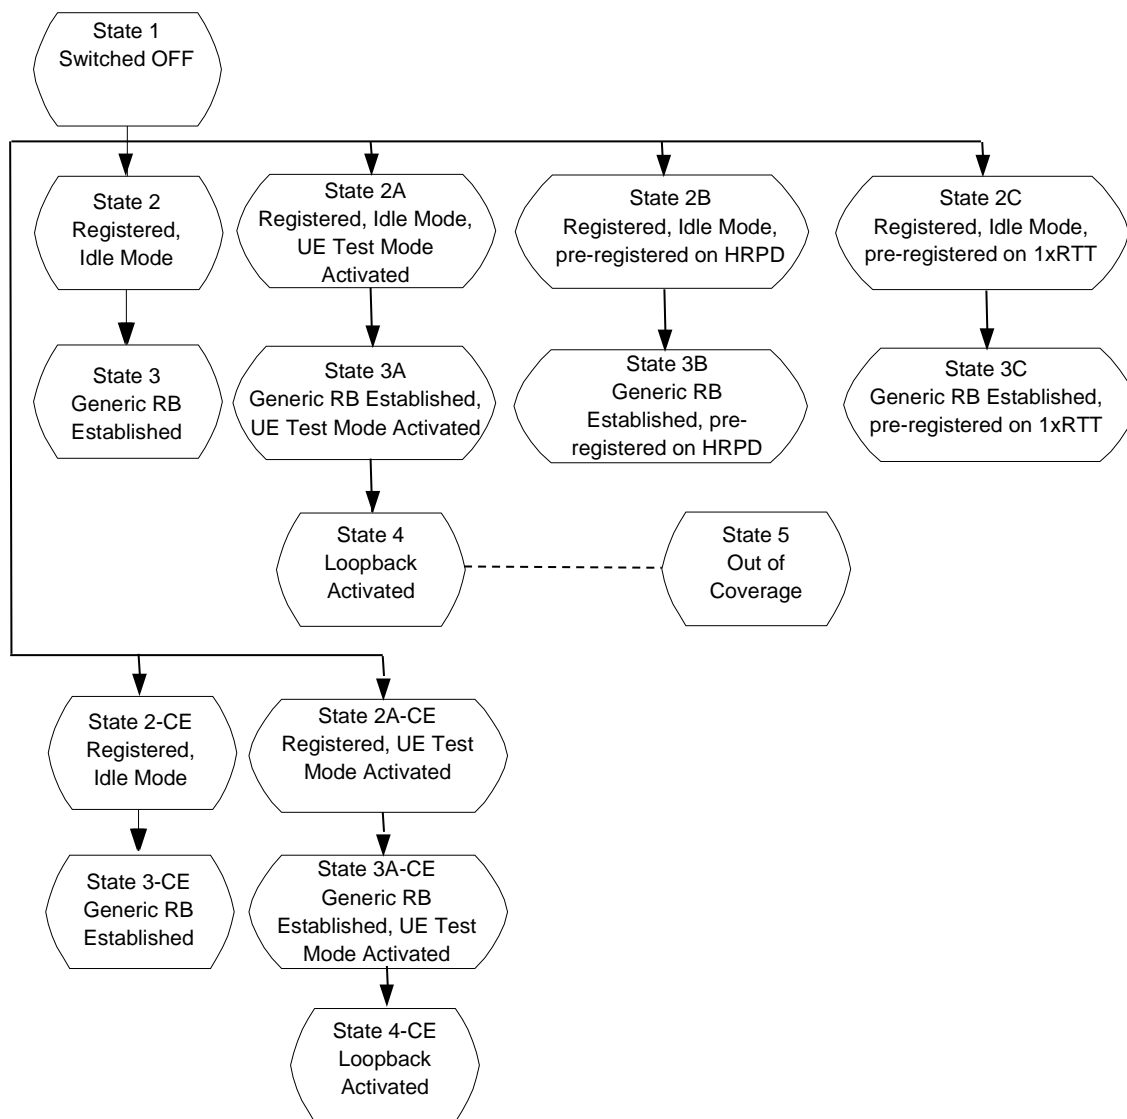 State 1
Switched OFF
State 2
Registered,
Idle Mode
State 2A
Registered, Idle Mode,
UE Test Mode
Activated
State 2B
Registered, Idle Mode,
pre-registered on HRPD
State 2C
Registered, Idle Mode,
pre-registered on 1xRTT
State 3
Generic RB
Established
State 3A
Generic RB Established,
UE Test Mode Activated
State 3B
Generic RB
Established, pre-
registered on HRPD
State 3C
Generic RB Established,
pre-registered on 1xRTT
State 4
Loopback
Activated
State 5
Out of
Coverage
State 2-CE
Registered,
Idle Mode
State 2A-CE
Registered, UE Test
Mode Activated
State 3-CE
Generic RB
Established
State 3A-CE
Generic RB
Established, UE Test
Mode Activated
State 4-CE
Loopback
Activated